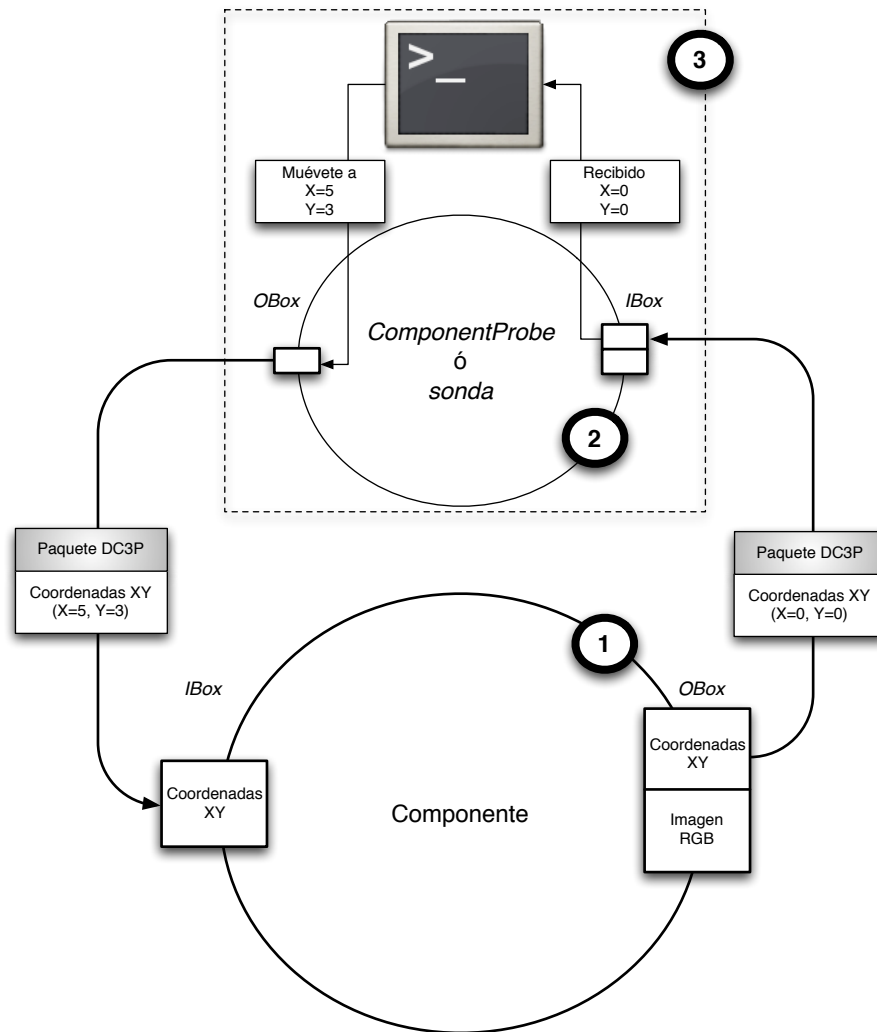 >_
3
Muévete a
X=5
Y=3
Recibido
X=0
Y=0
OBox
IBox
ComponentProbe
ó
sonda
2
Paquete DC3P
Coordenadas XY
(X=5, Y=3)
Paquete DC3P
Coordenadas XY
(X=0, Y=0)
1
IBox
OBox
Coordenadas
XY
Coordenadas
XY
Componente
Imagen
RGB